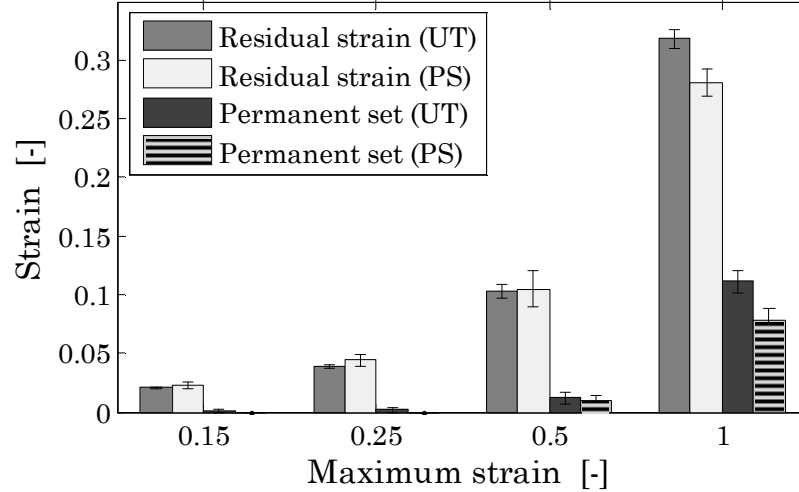 Residual strain (UT)
Residual strain (PS)
Permanent set (UT)
Permanent set (PS)
0.3
0.25
0.2
0.15
0.1
0.05
0
Strain [-]
0.15 0.25 0.5 1
Maximum strain [-]